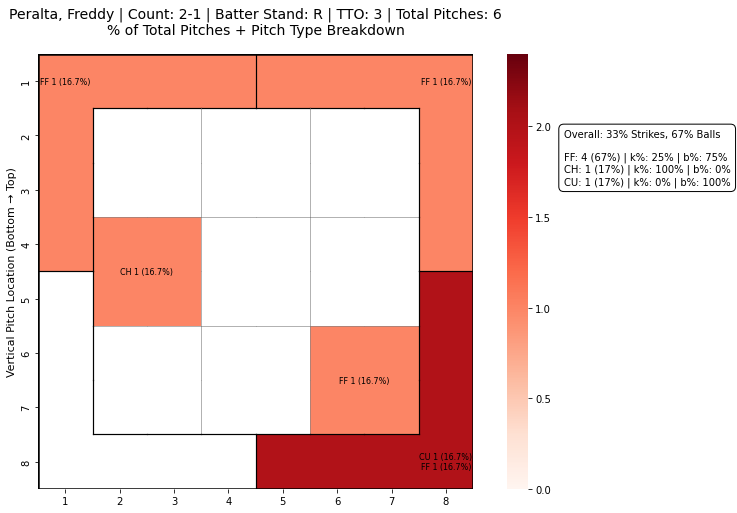 Peralta, Freddy | Count: 2-1 | Batter Stand: R | TTO: 3 | Total Pitches: 6
% of Total Pitches + Pitch Type Breakdown
Vertical Pitch Location (Bottom → Top)
1
2
3
4
5
6
7
8
FF 1 (16.7%)
FF 1 (16.7%)
CH 1 (16.7%)
FF 1 (16.7%)
CU 1 (16.7%)
FF 1 (16.7%)
1 2 3 4 5 6 7 8
2.0
1.5
1.0
0.5
0.0
Overall: 33% Strikes, 67% Balls
FF: 4 (67%) | k%: 25% | b%: 75%
CH: 1 (17%) | k%: 100% | b%: 0%
CU: 1 (17%) | k%: 0% | b%: 100%